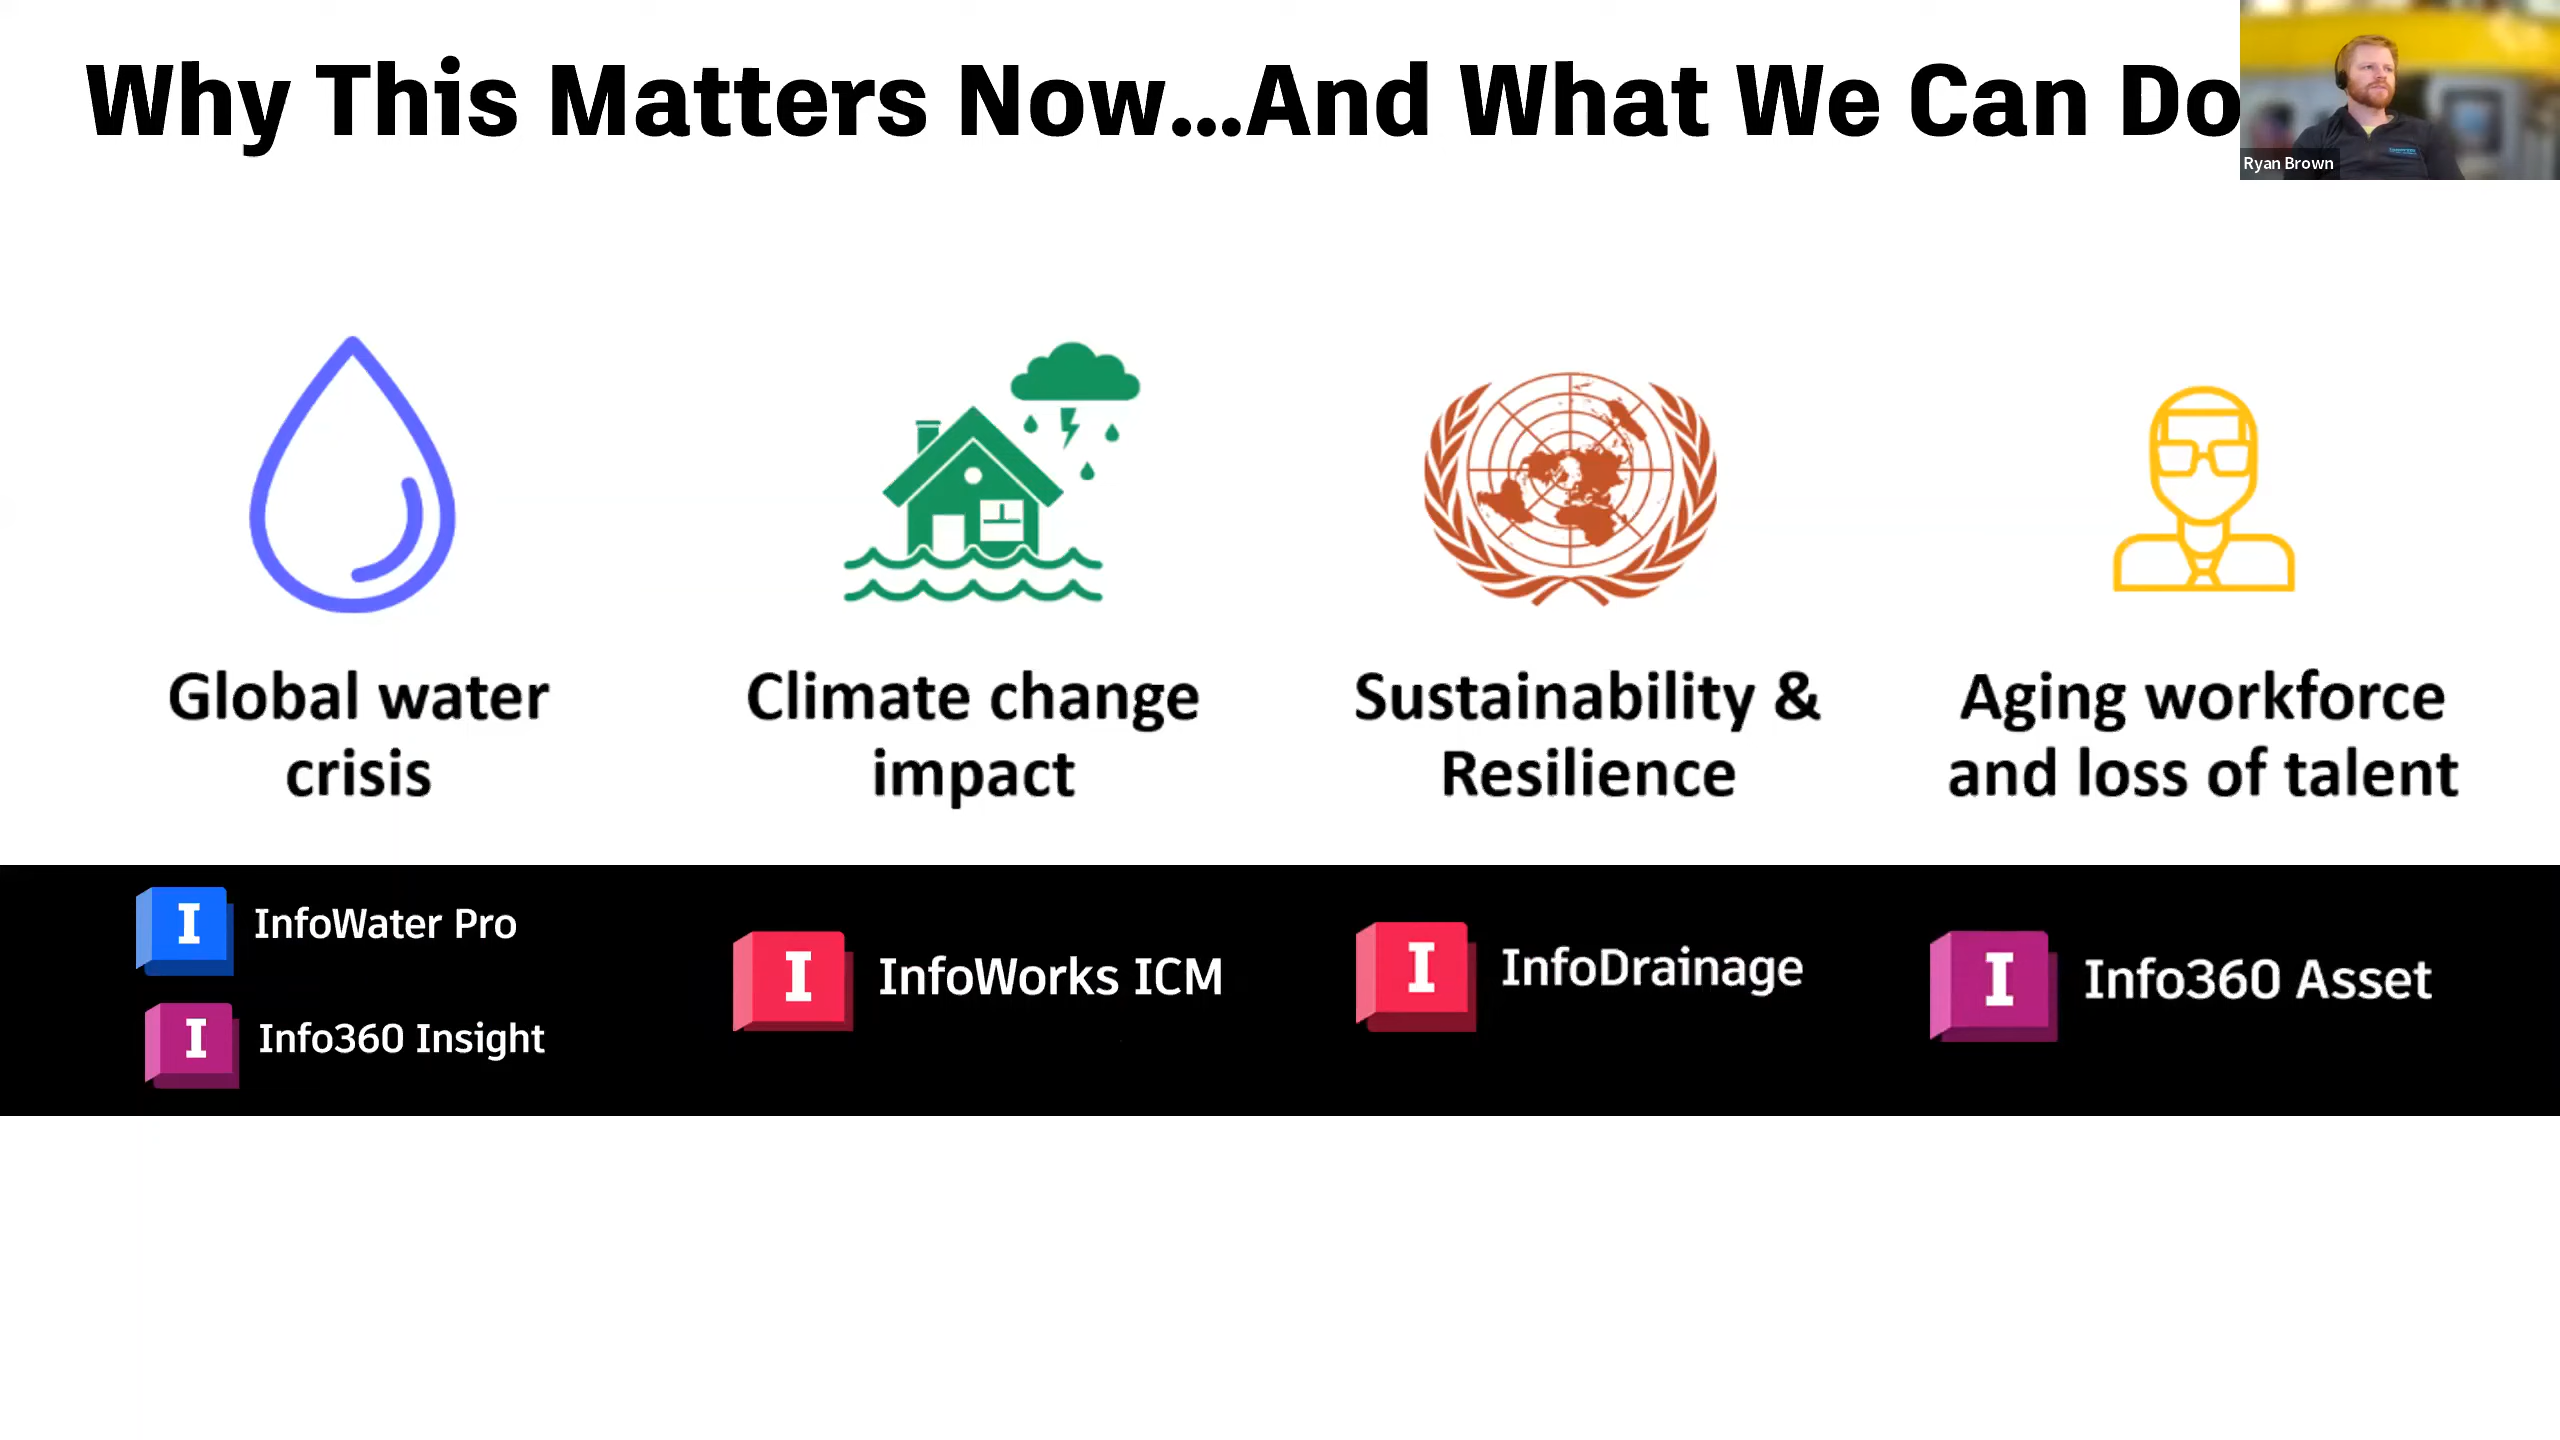 Why This Matters Now...And What We Can Do
Ryan Brown
Global water
crisis
Climate change
impact
Sustainability &
Resilience
Aging workforce
and loss of talent
I InfoWater Pro
I Info360 Insight
I InfoWorks ICM
I InfoDrainage
I Info360 Asset